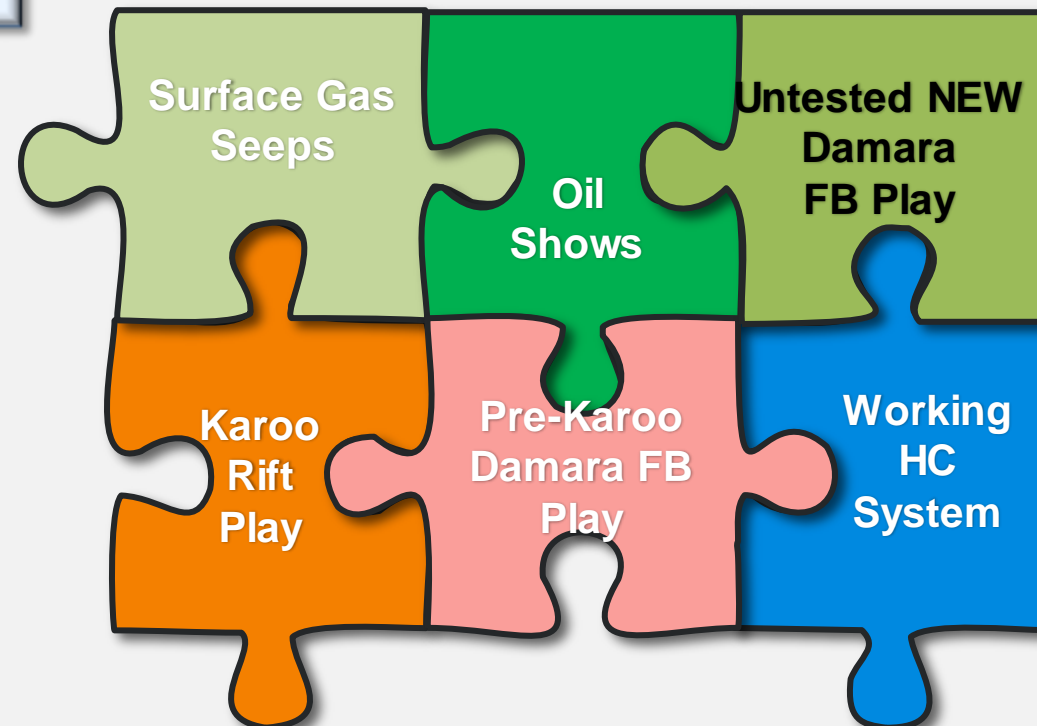 Surface Gas
Seeps
Oil
Shows
Untested NEW
Damara
FB Play
Karoo
Rift
Play
Pre-Karoo
Damara FB
Play
Working
HC
System